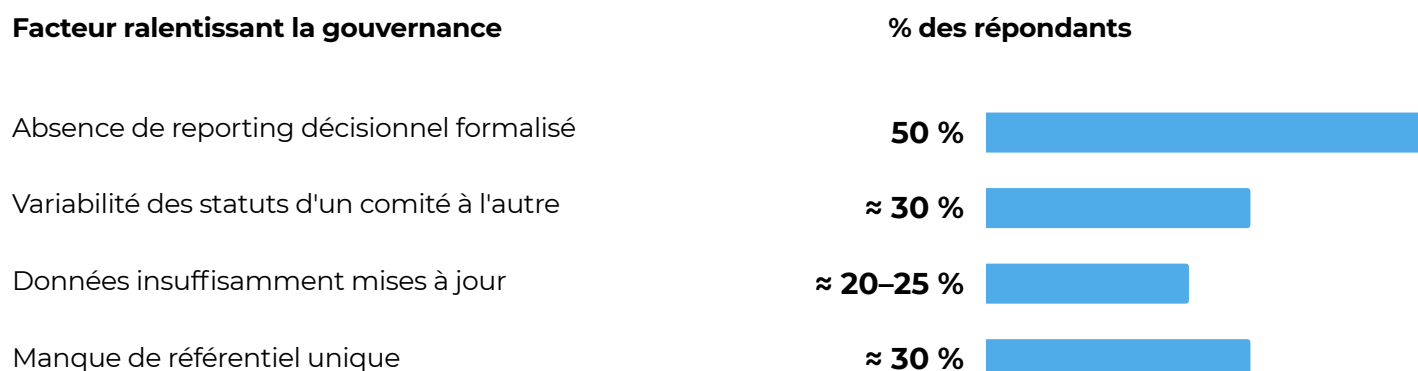 Facteur ralentissant la gouvernance % des répondants
Absence de reporting décisionnel formalisé 50 %
Variabilité des statuts d'un comité à l'autre ≈ 30 %
Données insuffisamment mises à jour ≈ 20–25 %
Manque de référentiel unique ≈ 30 %